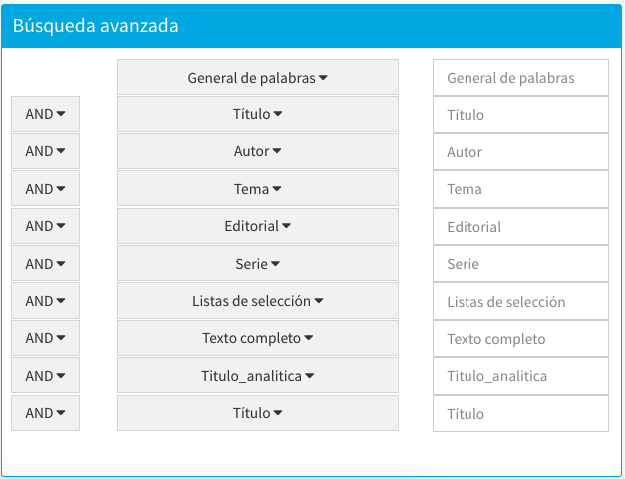 Búsqueda avanzada
General de palabras General de palabras
AND Título Título
AND Autor Autor
AND Tema Tema
AND Editorial Editorial
AND Serie Serie
AND Listas de selección Listas de selección
AND Texto completo Texto completo
AND Titulo_analitica Titulo_analitica
AND Título Título